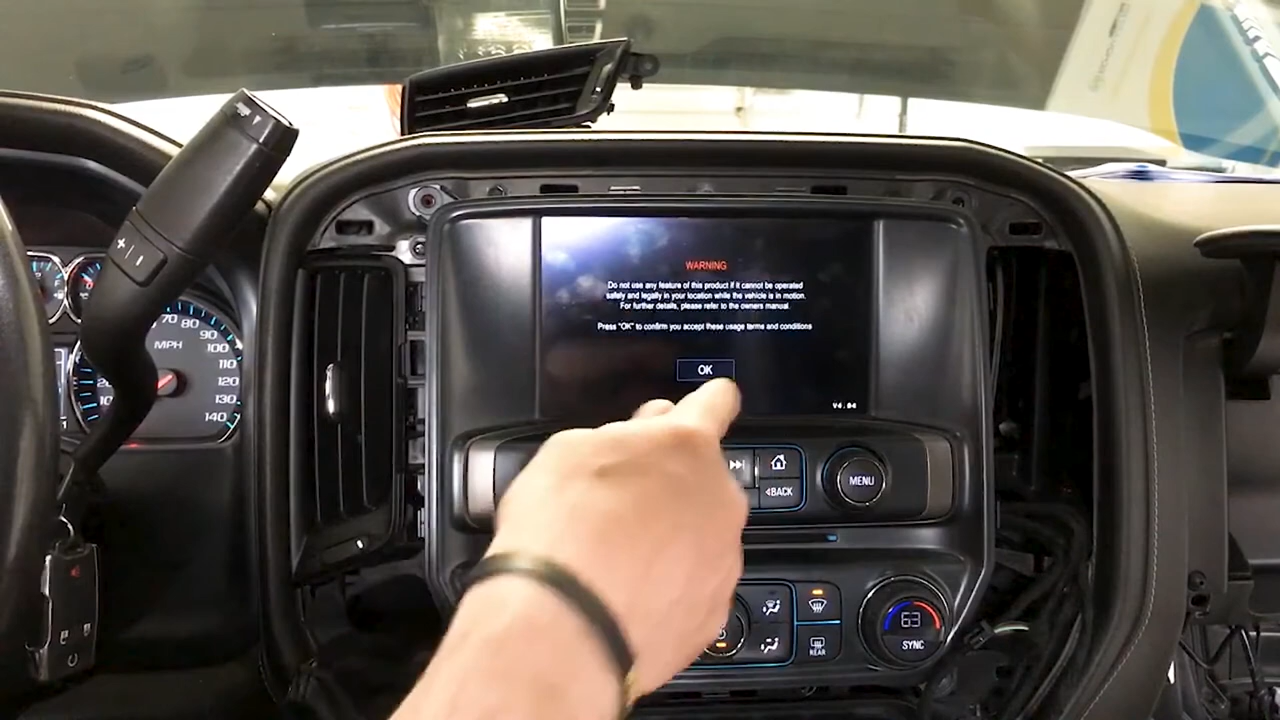 WARNING
Do not use any feature of this product if it cannot be operated
safely and legally in your location while the vehicle is in motion.
For further details, please refer to the owners manual.
Press "OK" to confirm you accept these usage terms and conditions
OK
V4.04
MENU
BACK
70
80
90
100
110
120
130
140
MPH
63
SYNC
REAR